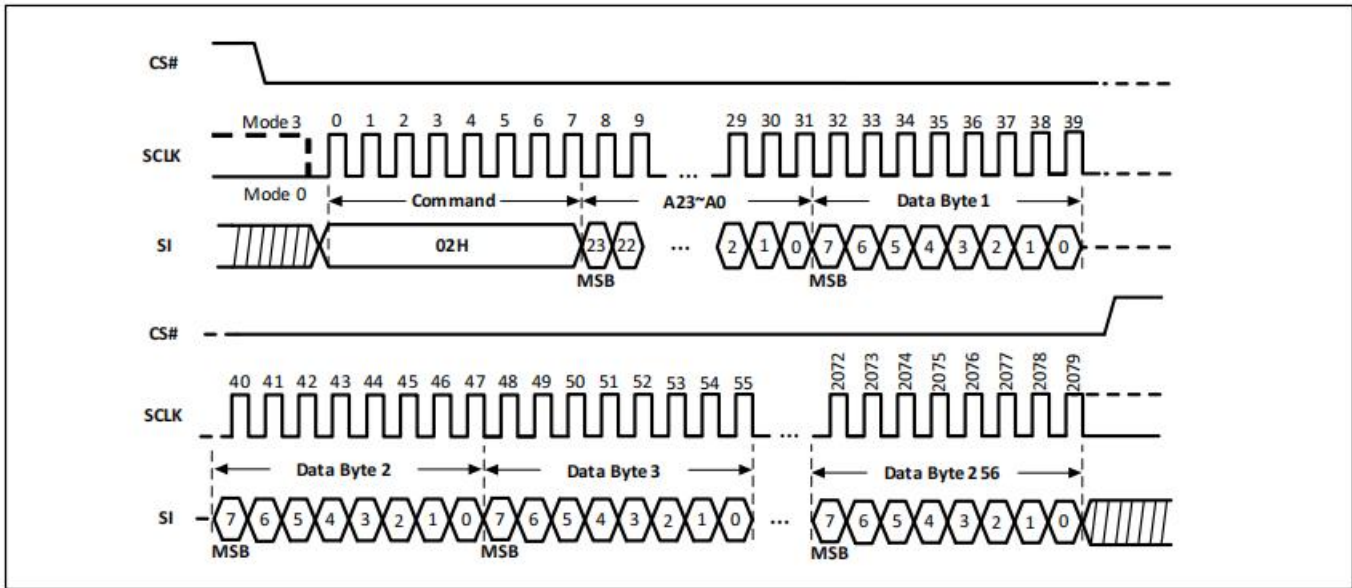 CS#
Mode 3 0 1 2 3 4 5 6 7 8 9 29 30 31 32 33 34 35 36 37 38 39
SCLK ...
Mode 0 Command A23~A0 Data Byte 1
SI 02H 23 22 ... 2 1 0 7 6 5 4 3 2 1 0
MSB MSB
CS#
40 41 42 43 44 45 46 47 48 49 50 51 52 53 54 55 2072 2073 2074 2075 2076 2077 2078 2079
SCLK ...
Data Byte 2 Data Byte 3 Data Byte 256
SI 7 6 5 4 3 2 1 0 7 6 5 4 3 2 1 0 ... 7 6 5 4 3 2 1 0
MSB MSB MSB